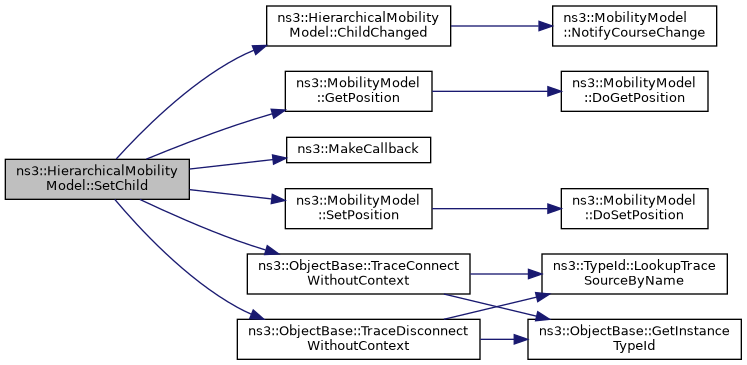 ns3::HierarchicalMobility
Model::ChildChanged
ns3::MobilityModel
::NotifyCourseChange
ns3::MobilityModel
::GetPosition
ns3::MobilityModel
::DoGetPosition
ns3::MakeCallback
ns3::HierarchicalMobility
Model::SetChild
ns3::MobilityModel
::SetPosition
ns3::MobilityModel
::DoSetPosition
ns3::ObjectBase::TraceConnect
WithoutContext
ns3::TypeId::LookupTrace
SourceByName
ns3::ObjectBase::TraceDisconnect
WithoutContext
ns3::ObjectBase::GetInstance
TypeId